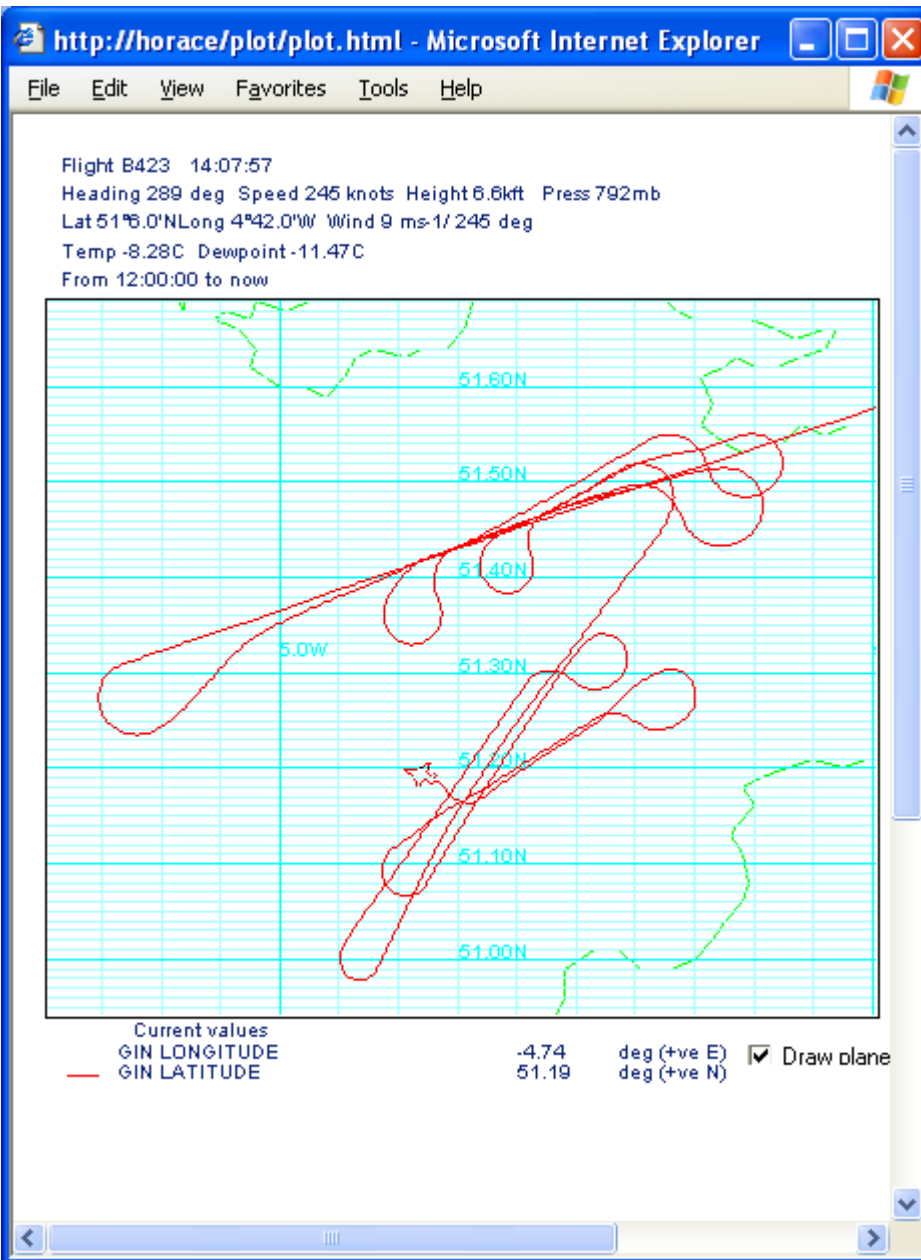 http://horace/plot/plot.html - Microsoft Internet Explorer
File Edit View Favorites Tools Help
Flight B423 14:07:57
Heading 289 deg Speed 245 knots Height 6.6kft Press 792mb
Lat 51°6.0'NLong 4°42.0'W Wind 9 ms-1/ 245 deg
Temp -8.28C Dewpoint -11.47C
From 12:00:00 to now
51.60N
51.50N
51.40N
5.0W
51.30N
51.20N
51.10N
51.00N
Current values
GIN LONGITUDE -4.74 deg (+ve E)
GIN LATITUDE 51.19 deg (+ve N)
Draw plane